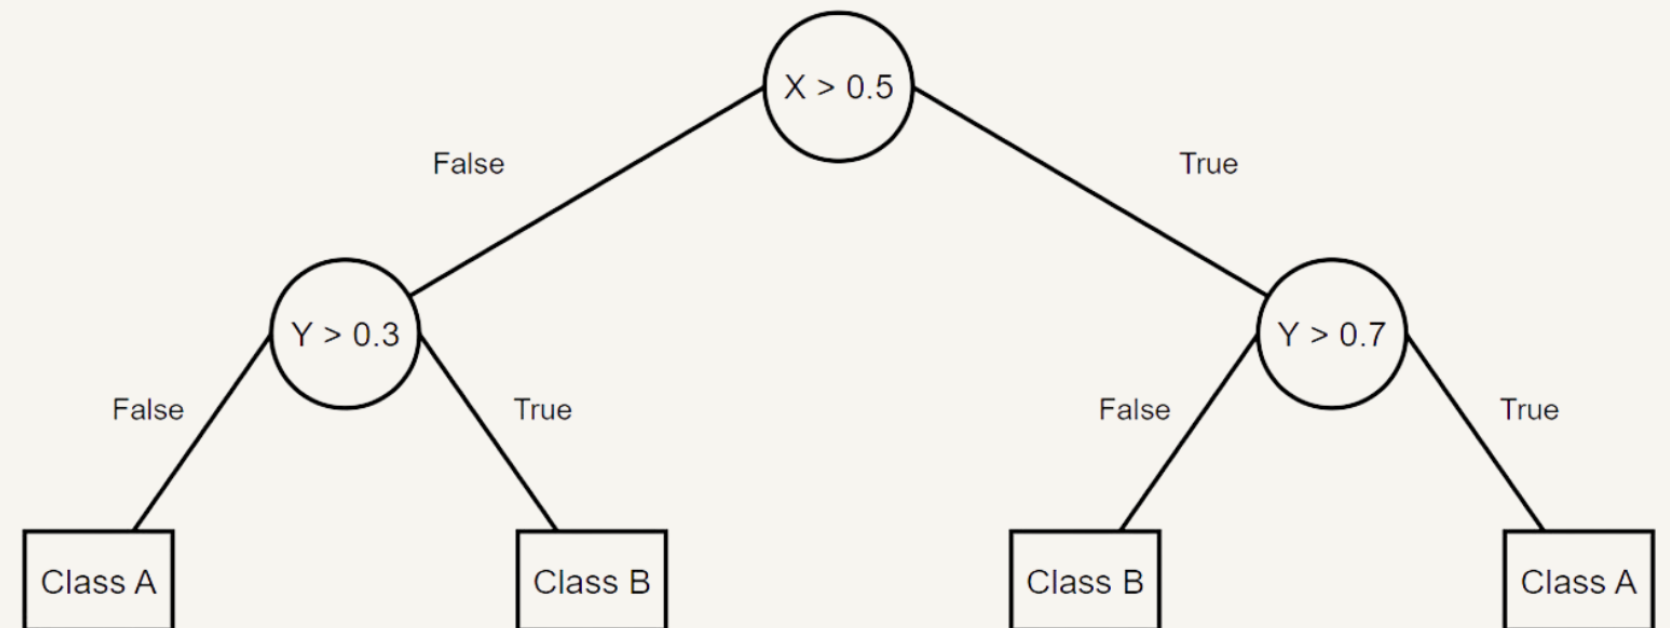 X > 0.5
False
True
Y > 0.3
Y > 0.7
False
True
False
True
Class A
Class B
Class B
Class A